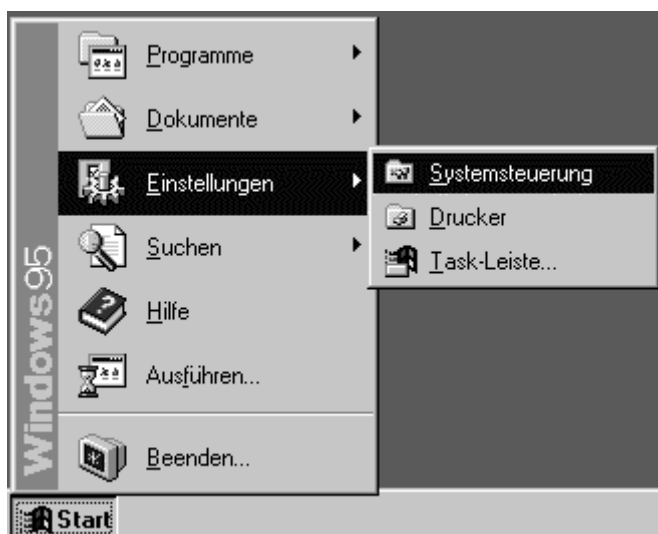 Programme
Dokumente
Einstellungen
Systemsteuerung
Drucker
Task-Leiste...
Suchen
Hilfe
Ausführen...
Beenden...
Windows95
Start